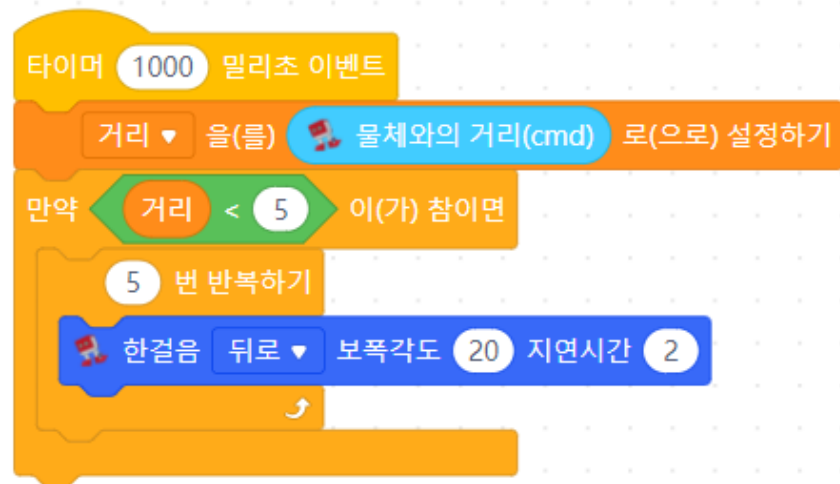 타이머 1000 밀리초 이벤트
거리 을(를) 물체와의 거리(cmd) 로(으로) 설정하기
만약 거리 < 5 이(가) 참이면
5 번 반복하기
한걸음 뒤로 보폭각도 20 지연시간 2